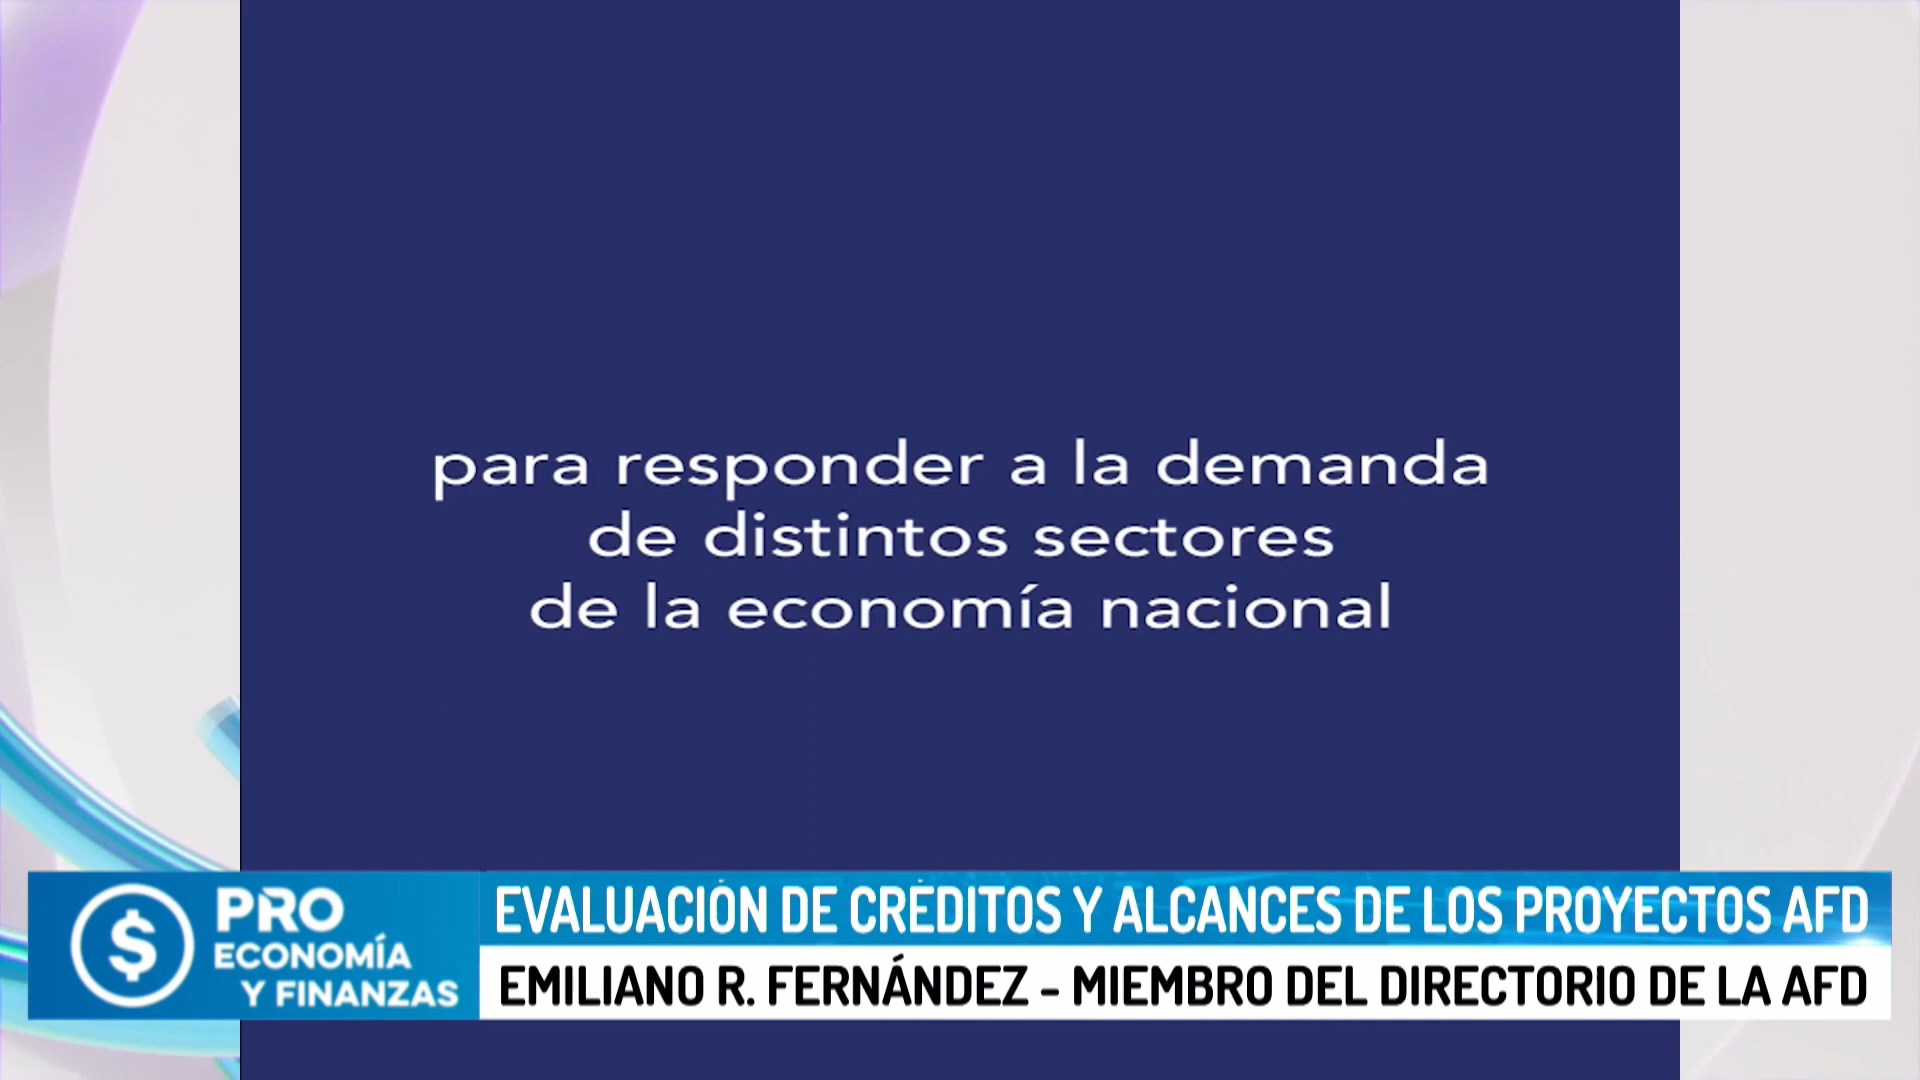 para responder a la demanda
de distintos sectores
de la economía nacional
$
PRO
ECONOMÍA
Y FINANZAS
EVALUACIÓN DE CRÉDITOS Y ALCANCES DE LOS PROYECTOS AFD
EMILIANO R. FERNÁNDEZ - MIEMBRO DEL DIRECTORIO DE LA AFD